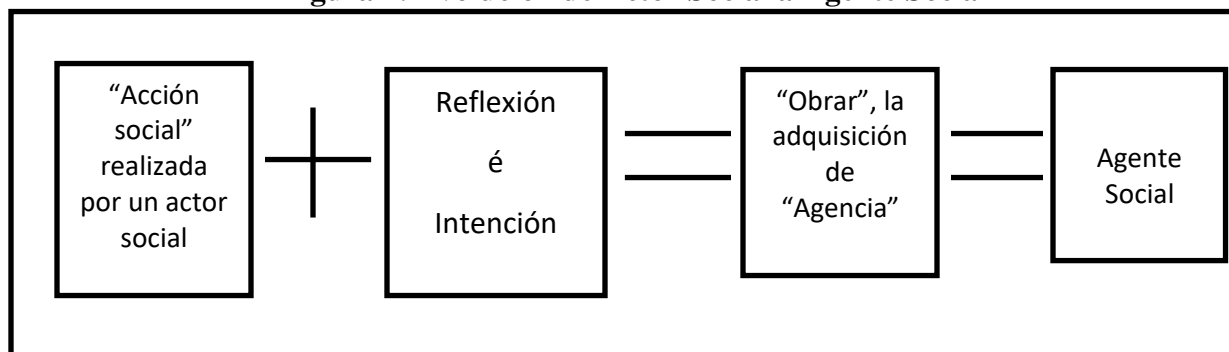 “Acción
social”
realizada
por un actor
social
Reflexión
é
Intención
“Obrar”, la
adquisición
de
“Agencia”
Agente
Social